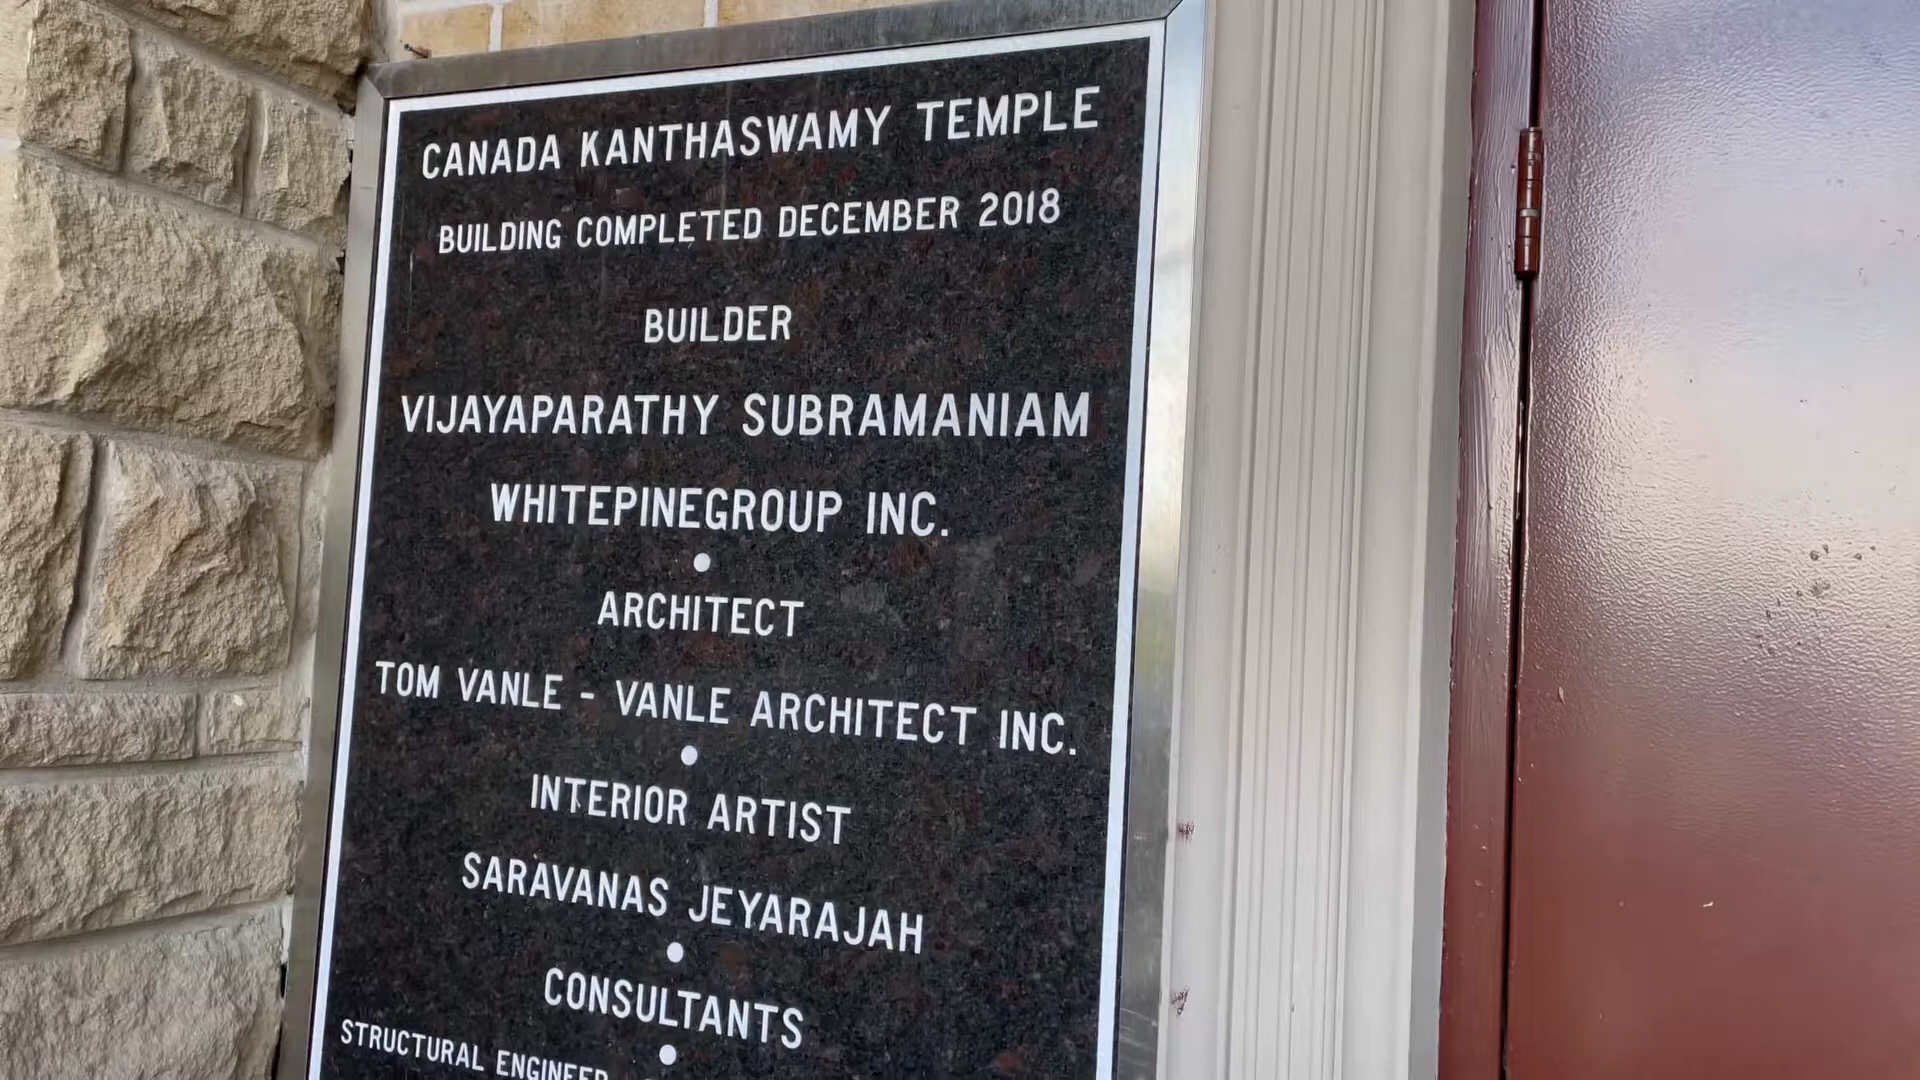 CANADA KANTHASWAMY TEMPLE
BUILDING COMPLETED DECEMBER 2018
BUILDER
VIJAYAPARATHY SUBRAMANIAM
WHITEPINEGROUP INC.
ARCHITECT
TOM VANLE - VANLE ARCHITECT INC.
INTERIOR ARTIST
SARAVANAS JEYARAJAH
CONSULTANTS
STRUCTURAL ENGINEER